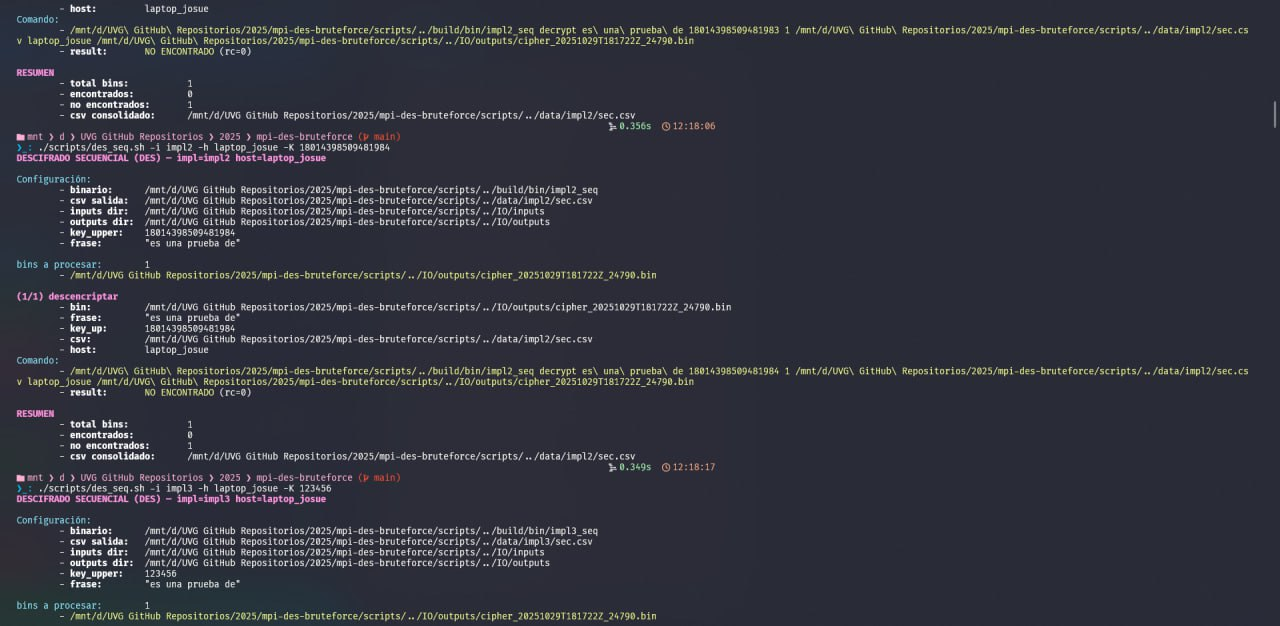 - host: laptop_josue
Comando:
- /mnt/d/UVG\ GitHub\ Repositorios/2025/mpi-des-bruteforce/scripts/../build/bin/impl2_seq decrypt es\ una\ prueba\ de 18014398509481983 1 /mnt/d/UVG\ GitHub\ Repositorios/2025/mpi-des-bruteforce/scripts/../data/impl2/sec.cs
v laptop_josue /mnt/d/UVG\ GitHub\ Repositorios/2025/mpi-des-bruteforce/scripts/../IO/outputs/cipher_20251029T181722Z_24790.bin
- result: NO ENCONTRADO (rc=0)
RESUMEN
- total bins: 1
- encontrados: 0
- no encontrados: 1
- csv consolidado: /mnt/d/UVG GitHub Repositorios/2025/mpi-des-bruteforce/scripts/../data/impl2/sec.csv
0.356s 12:18:06
mnt ❯ d ❯ UVG GitHub Repositorios ❯ 2025 ❯ mpi-des-bruteforce (main)
❯_: ./scripts/des_seq.sh -i impl2 -h laptop_josue -K 18014398509481984
DESCIFRADO SECUENCIAL (DES) — impl=impl2 host=laptop_josue
Configuración:
- binario: /mnt/d/UVG GitHub Repositorios/2025/mpi-des-bruteforce/scripts/../build/bin/impl2_seq
- csv salida: /mnt/d/UVG GitHub Repositorios/2025/mpi-des-bruteforce/scripts/../data/impl2/sec.csv
- inputs dir: /mnt/d/UVG GitHub Repositorios/2025/mpi-des-bruteforce/scripts/../IO/inputs
- outputs dir: /mnt/d/UVG GitHub Repositorios/2025/mpi-des-bruteforce/scripts/../IO/outputs
- key_upper: 18014398509481984
- frase: "es una prueba de"
bins a procesar: 1
- /mnt/d/UVG GitHub Repositorios/2025/mpi-des-bruteforce/scripts/../IO/outputs/cipher_20251029T181722Z_24790.bin
(1/1) descencriptar
- bin: /mnt/d/UVG GitHub Repositorios/2025/mpi-des-bruteforce/scripts/../IO/outputs/cipher_20251029T181722Z_24790.bin
- frase: "es una prueba de"
- key_up: 18014398509481984
- csv: /mnt/d/UVG GitHub Repositorios/2025/mpi-des-bruteforce/scripts/../data/impl2/sec.csv
- host: laptop_josue
Comando:
- /mnt/d/UVG\ GitHub\ Repositorios/2025/mpi-des-bruteforce/scripts/../build/bin/impl2_seq decrypt es\ una\ prueba\ de 18014398509481984 1 /mnt/d/UVG\ GitHub\ Repositorios/2025/mpi-des-bruteforce/scripts/../data/impl2/sec.cs
v laptop_josue /mnt/d/UVG\ GitHub\ Repositorios/2025/mpi-des-bruteforce/scripts/../IO/outputs/cipher_20251029T181722Z_24790.bin
- result: NO ENCONTRADO (rc=0)
RESUMEN
- total bins: 1
- encontrados: 0
- no encontrados: 1
- csv consolidado: /mnt/d/UVG GitHub Repositorios/2025/mpi-des-bruteforce/scripts/../data/impl2/sec.csv
0.349s 12:18:17
mnt ❯ d ❯ UVG GitHub Repositorios ❯ 2025 ❯ mpi-des-bruteforce (main)
❯_: ./scripts/des_seq.sh -i impl3 -h laptop_josue -K 123456
DESCIFRADO SECUENCIAL (DES) — impl=impl3 host=laptop_josue
Configuración:
- binario: /mnt/d/UVG GitHub Repositorios/2025/mpi-des-bruteforce/scripts/../build/bin/impl3_seq
- csv salida: /mnt/d/UVG GitHub Repositorios/2025/mpi-des-bruteforce/scripts/../data/impl3/sec.csv
- inputs dir: /mnt/d/UVG GitHub Repositorios/2025/mpi-des-bruteforce/scripts/../IO/inputs
- outputs dir: /mnt/d/UVG GitHub Repositorios/2025/mpi-des-bruteforce/scripts/../IO/outputs
- key_upper: 123456
- frase: "es una prueba de"
bins a procesar: 1
- /mnt/d/UVG GitHub Repositorios/2025/mpi-des-bruteforce/scripts/../IO/outputs/cipher_20251029T181722Z_24790.bin